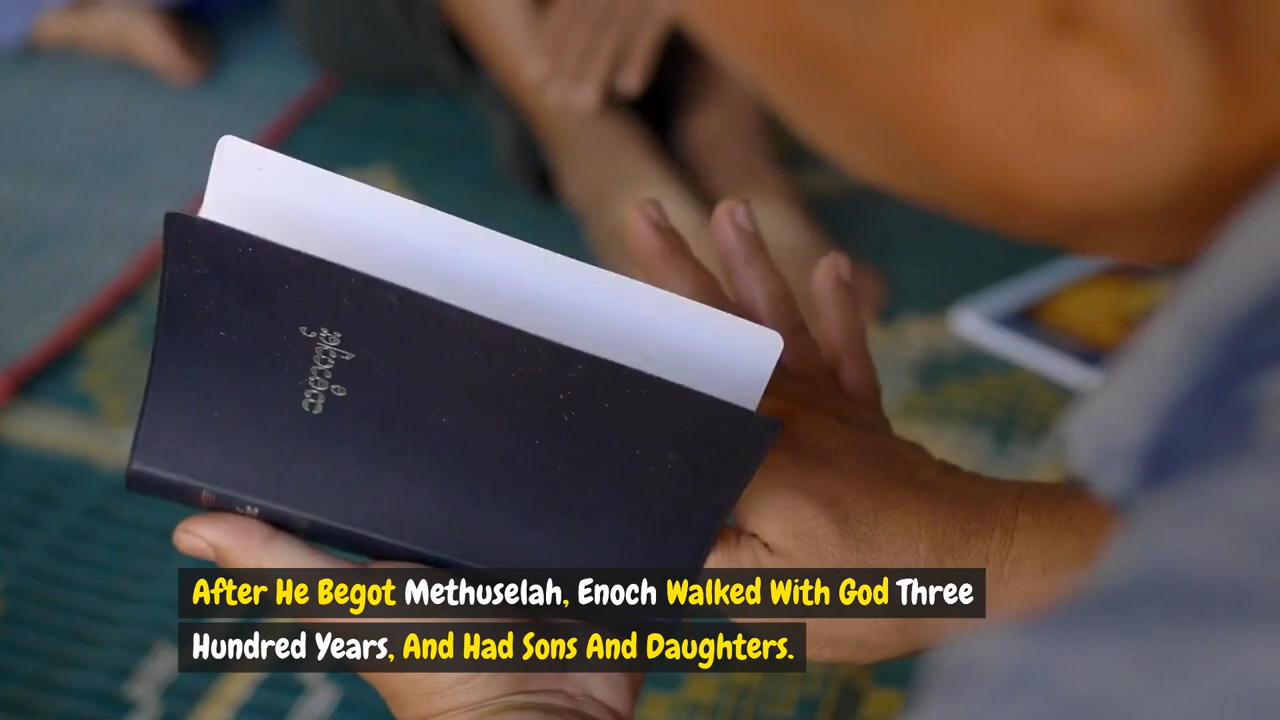 After He Begot Methuselah, Enoch Walked With God Three
Hundred Years, And Had Sons And Daughters.